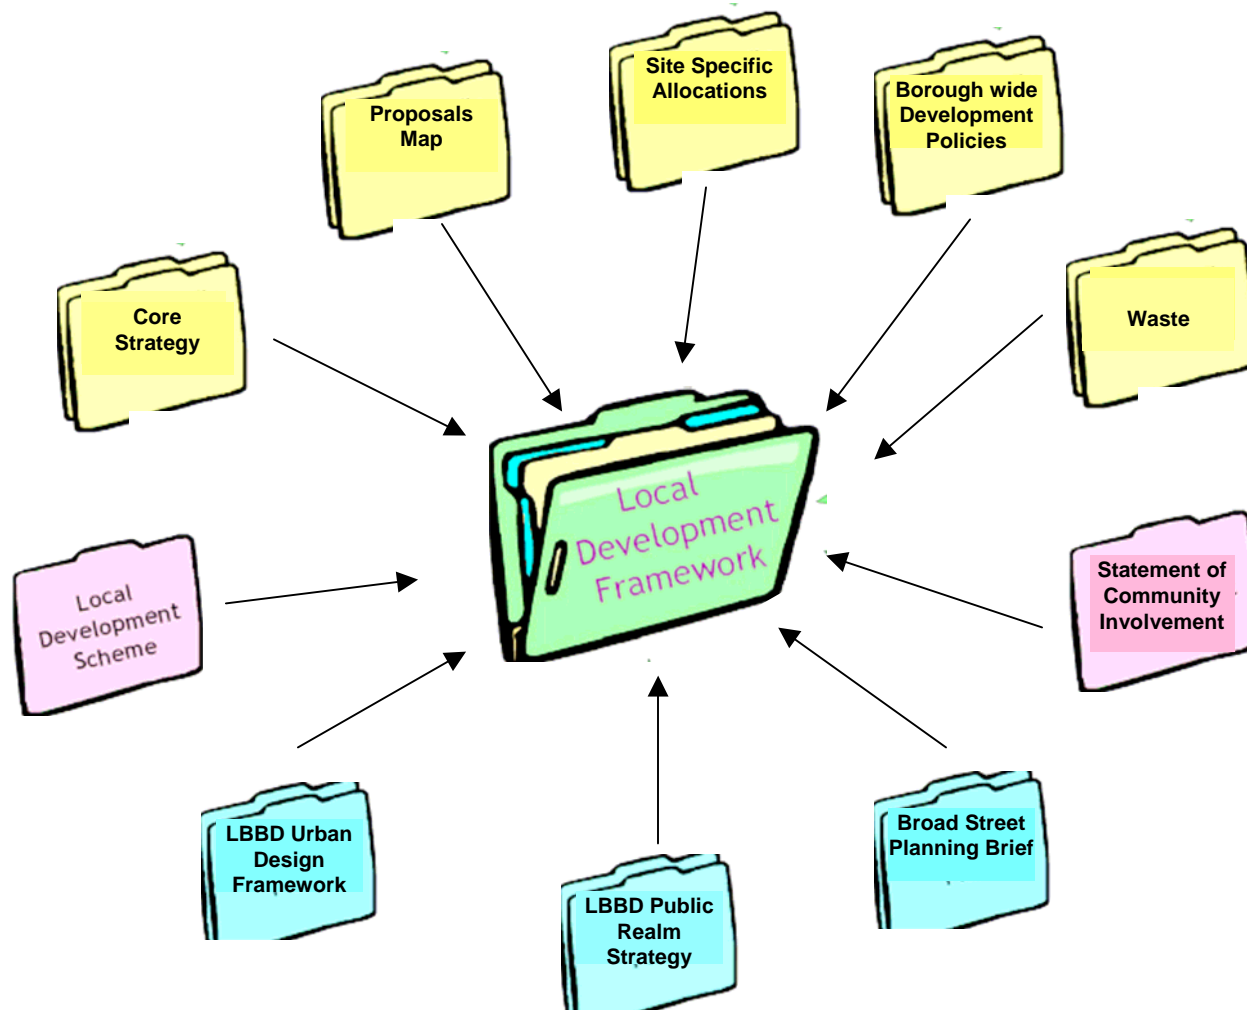 Site Specific
Allocations
Borough wide
Development
Policies
Proposals
Map
Core
Strategy
Waste
Local
Development
Framework
Local
Development
Scheme
Statement of
Community
Involvement
LBBD Urban
Design
Framework
LBBD Public
Realm
Strategy
Broad Street
Planning Brief